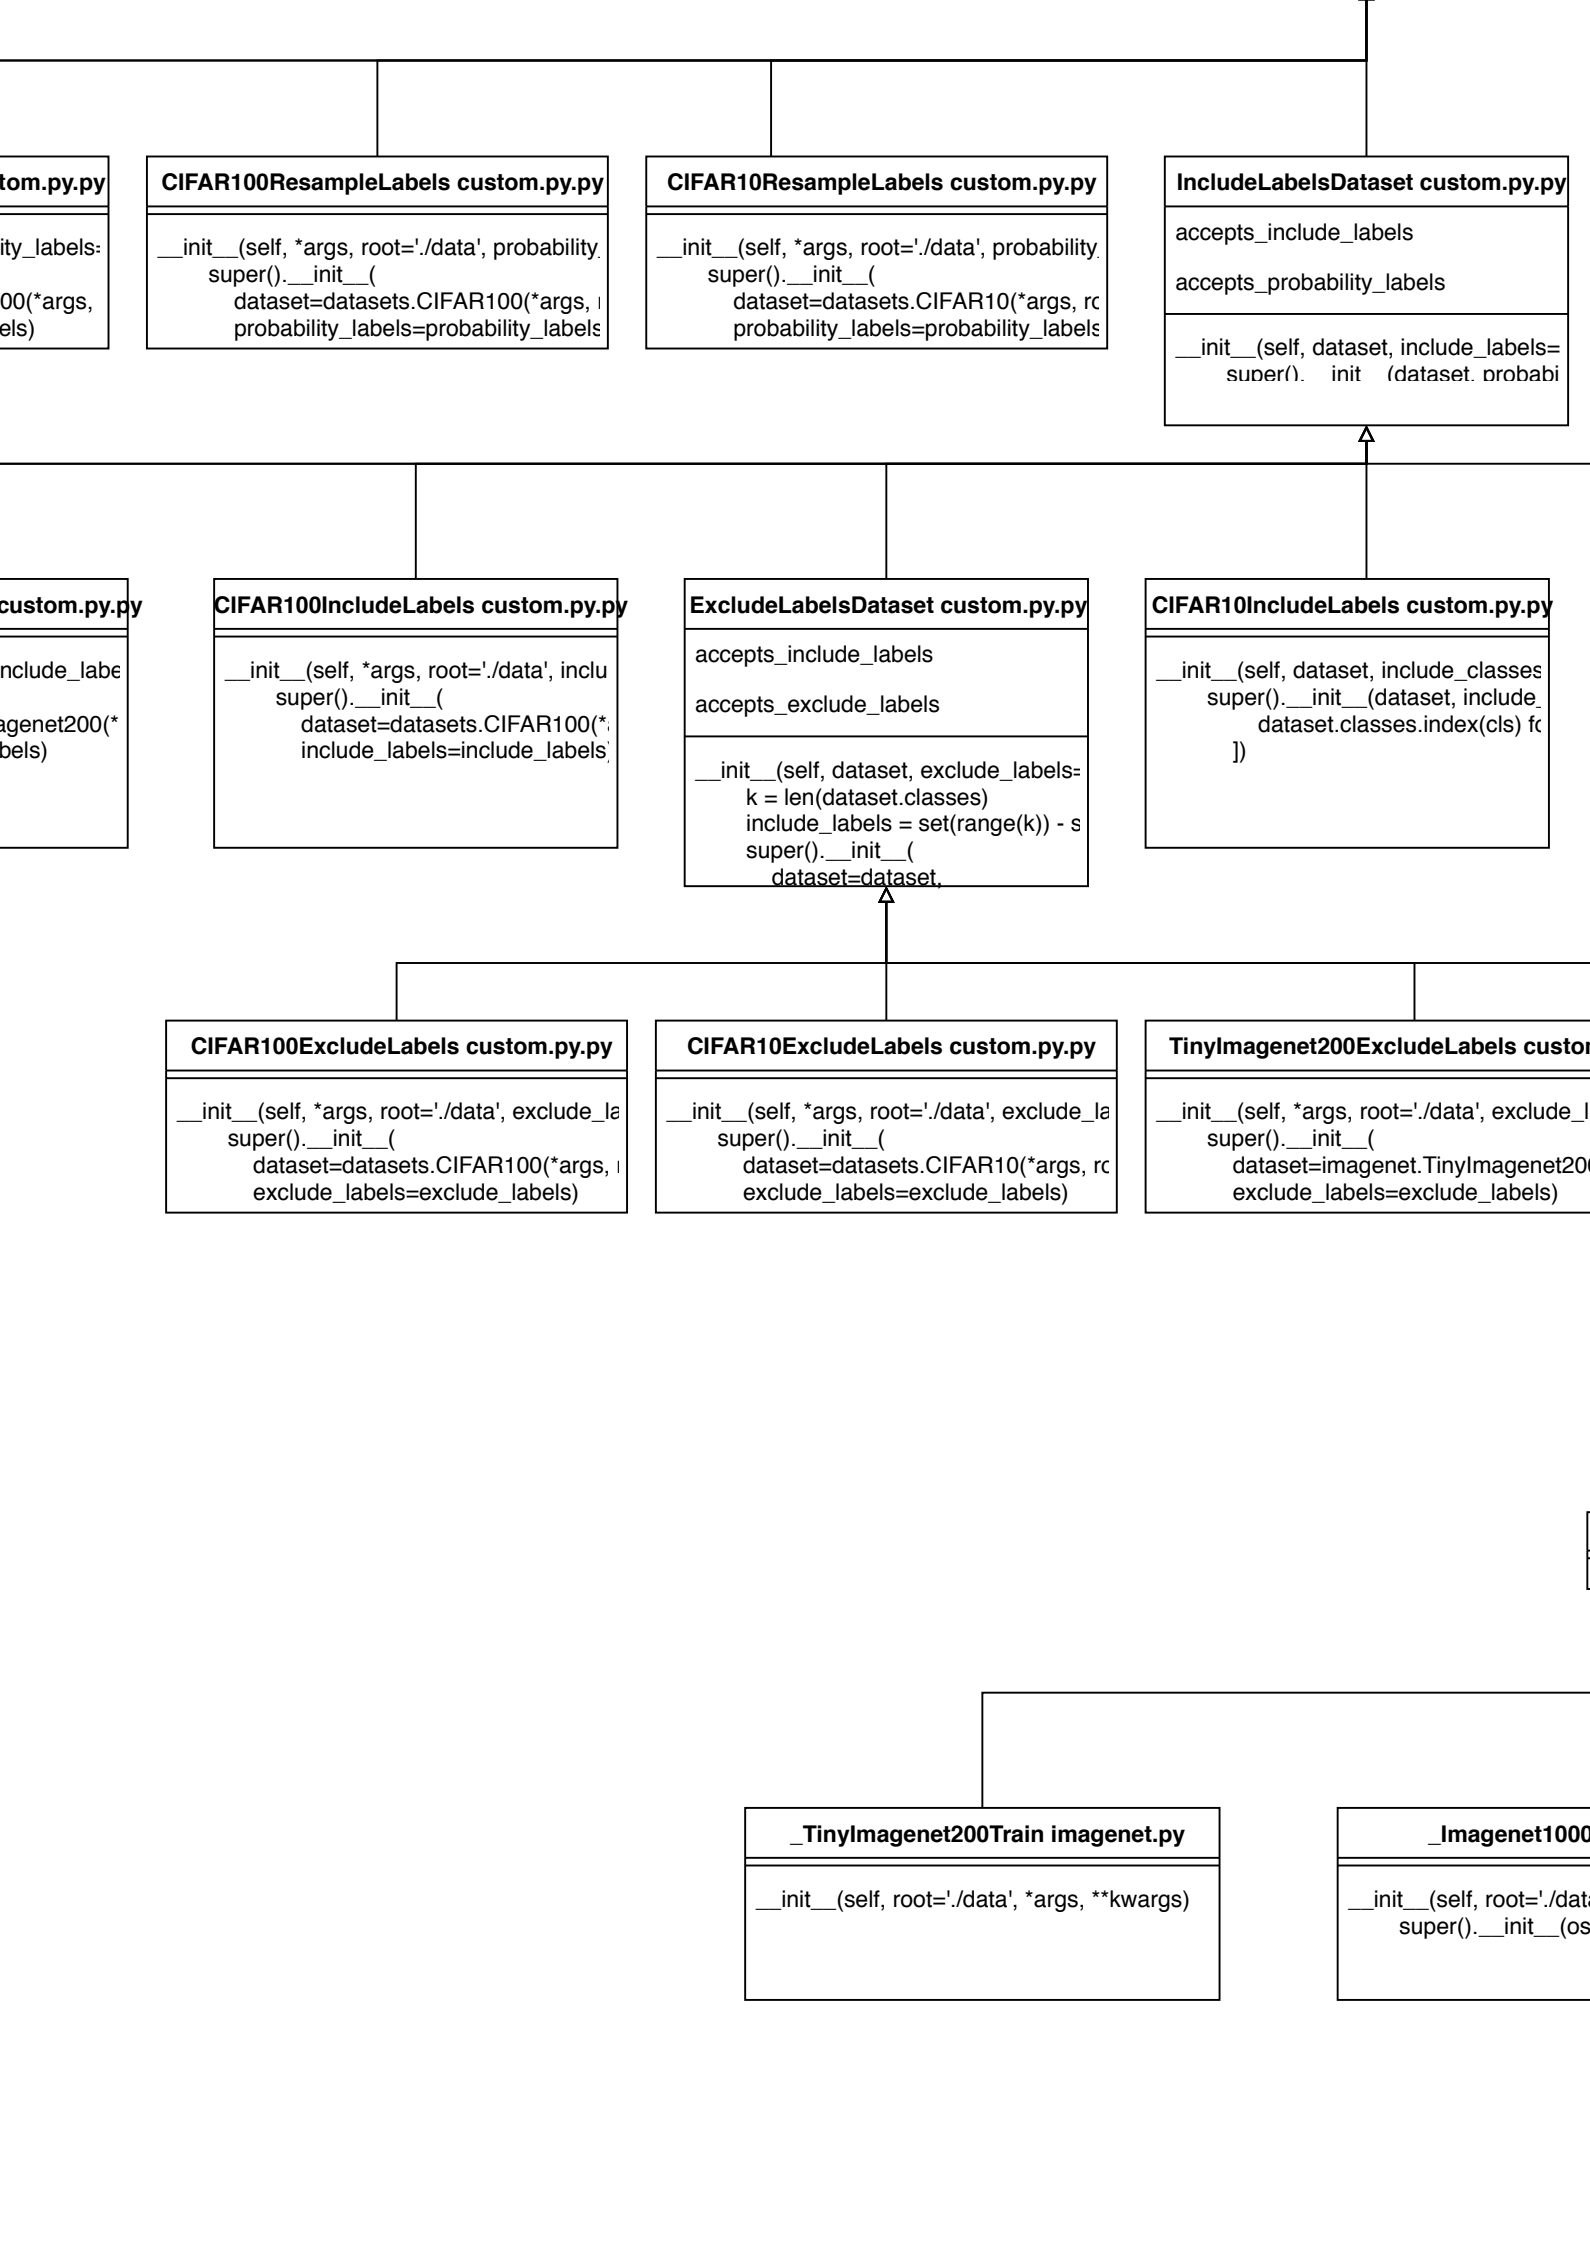 tom.py.py
ity_labels=
00(*args,
els)
CIFAR100ResampleLabels custom.py.py
__init__(self, *args, root='./data', probability_
super().__init__(
dataset=datasets.CIFAR100(*args,
probability_labels=probability_labels
CIFAR10ResampleLabels custom.py.py
__init__(self, *args, root='./data', probability_
super().__init__(
dataset=datasets.CIFAR10(*args, ro
probability_labels=probability_labels
IncludeLabelsDataset custom.py.py
accepts_include_labels
accepts_probability_labels
__init__(self, dataset, include_labels=
super().__init__(dataset, probabi
custom.py.py
nclude_labe
agenet200(*
bels)
CIFAR100IncludeLabels custom.py.py
__init__(self, *args, root='./data', inclu
super().__init__(
dataset=datasets.CIFAR100(*
include_labels=include_labels)
ExcludeLabelsDataset custom.py.py
accepts_include_labels
accepts_exclude_labels
__init__(self, dataset, exclude_labels=
k = len(dataset.classes)
include_labels = set(range(k)) - s
super().__init__(
dataset=dataset,
CIFAR10IncludeLabels custom.py.py
__init__(self, dataset, include_classes
super().__init__(dataset, include_
dataset.classes.index(cls) fo
])
CIFAR100ExcludeLabels custom.py.py
__init__(self, *args, root='./data', exclude_la
super().__init__(
dataset=datasets.CIFAR100(*args,
exclude_labels=exclude_labels)
CIFAR10ExcludeLabels custom.py.py
__init__(self, *args, root='./data', exclude_la
super().__init__(
dataset=datasets.CIFAR10(*args, ro
exclude_labels=exclude_labels)
TinyImagenet200ExcludeLabels custom
__init__(self, *args, root='./data', exclude_l
super().__init__(
dataset=imagenet.TinyImagenet200
exclude_labels=exclude_labels)
_TinyImagenet200Train imagenet.py
__init__(self, root='./data', *args, **kwargs)
_Imagenet1000
__init__(self, root='./data
super().__init__(os